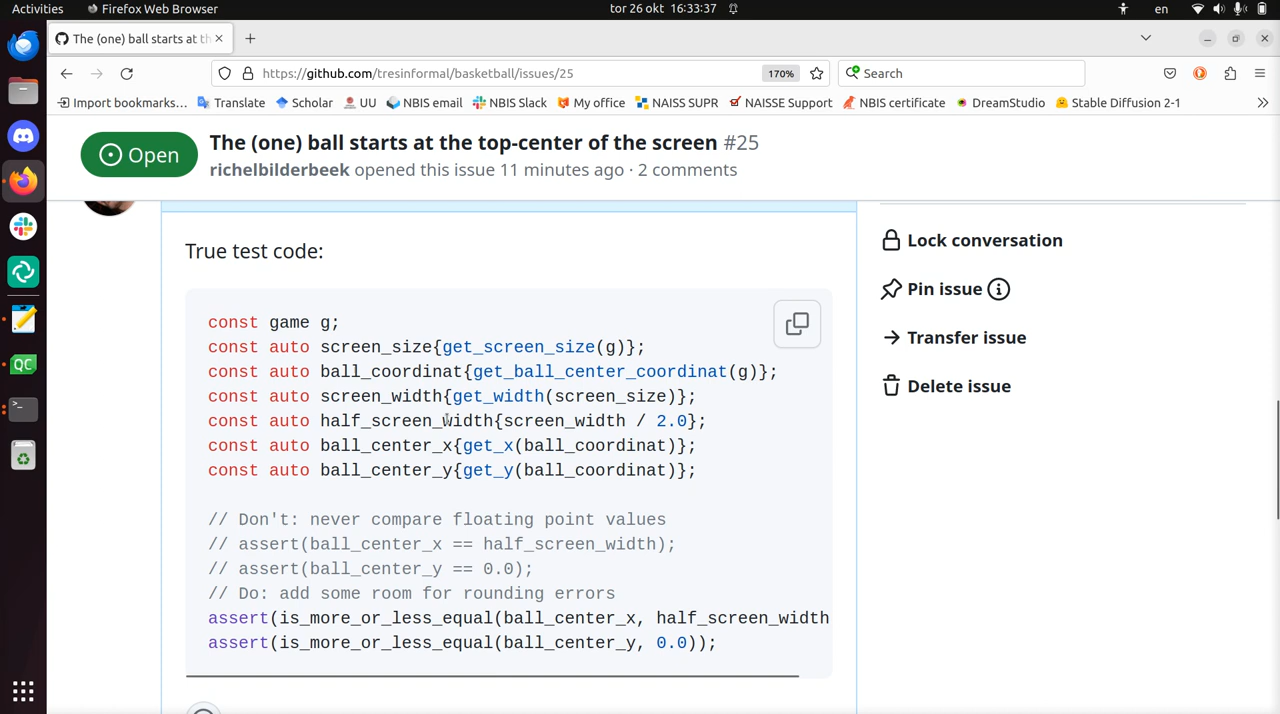 Activities Firefox Web Browser tor 26 okt 16:33:37 en
The (one) ball starts at th
https://github.com/tresinformal/basketball/issues/25 170% Search
Import bookmarks... Translate Scholar UU NBIS email NBIS Slack My office NAISS SUPR NAISSE Support NBIS certificate DreamStudio Stable Diffusion 2-1
Open
The (one) ball starts at the top-center of the screen #25
richelbilderbeek opened this issue 11 minutes ago · 2 comments
True test code:
const game g;
const auto screen_size{get_screen_size(g)};
const auto ball_coordinat{get_ball_center_coordinat(g)};
const auto screen_width{get_width(screen_size)};
const auto half_screen_width{screen_width / 2.0};
const auto ball_center_x{get_x(ball_coordinat)};
const auto ball_center_y{get_y(ball_coordinat)};
// Don't: never compare floating point values
// assert(ball_center_x == half_screen_width);
// assert(ball_center_y == 0.0);
// Do: add some room for rounding errors
assert(is_more_or_less_equal(ball_center_x, half_screen_width
assert(is_more_or_less_equal(ball_center_y, 0.0));
Lock conversation
Pin issue
Transfer issue
Delete issue
QC